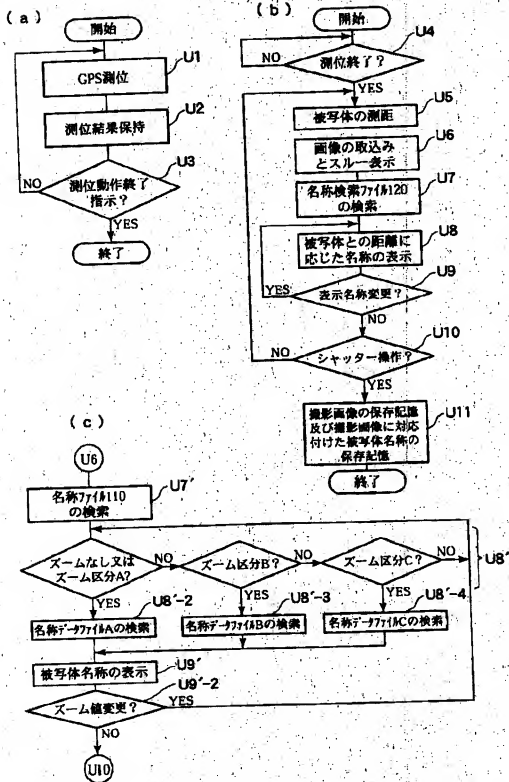 (a)
開始
U1
GPS測位
U2
測位結果保持
U3
測位動作終了
指示?
NO
YES
終了
(b)
開始
U4
測位終了?
NO
YES
U5
被写体の測距
U6
画像の取込み
とスルー表示
U7
名称検索ファイル120
の検索
U8
被写体との距離に
応じた名称の表示
U9
表示名称変更?
YES
NO
U10
シャッター操作?
NO
YES
U11
撮影画像の保存記憶
及び撮影画像に対応
付けた被写体名称の
保存記憶
終了
(c)
U6
U7'
名称ファイル110
の検索
ズームなし又は
ズーム区分A?
NO
ズーム区分B?
NO
ズーム区分C?
NO
U8'
YES
U8'-2
YES
U8'-3
YES
U8'-4
名称データファイルAの検索
名称データファイルBの検索
名称データファイルCの検索
U9'
被写体名称の表示
U9'-2
ズーム値変更?
YES
NO
U10